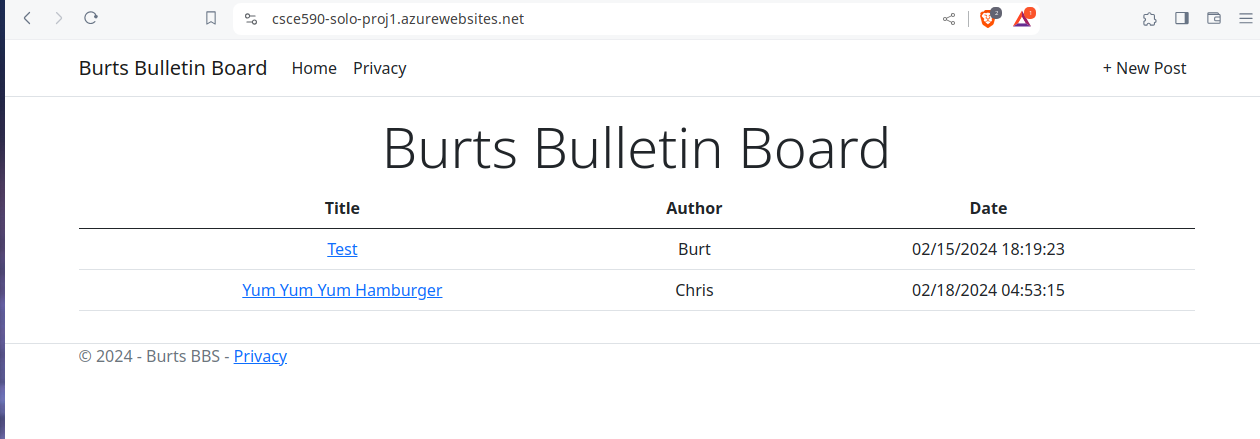 csce590-solo-proj1.azurewebsites.net 2 1
Burts Bulletin Board Home Privacy + New Post
Burts Bulletin Board
Title Author Date
Test Burt 02/15/2024 18:19:23
Yum Yum Yum Hamburger Chris 02/18/2024 04:53:15
© 2024 - Burts BBS - Privacy